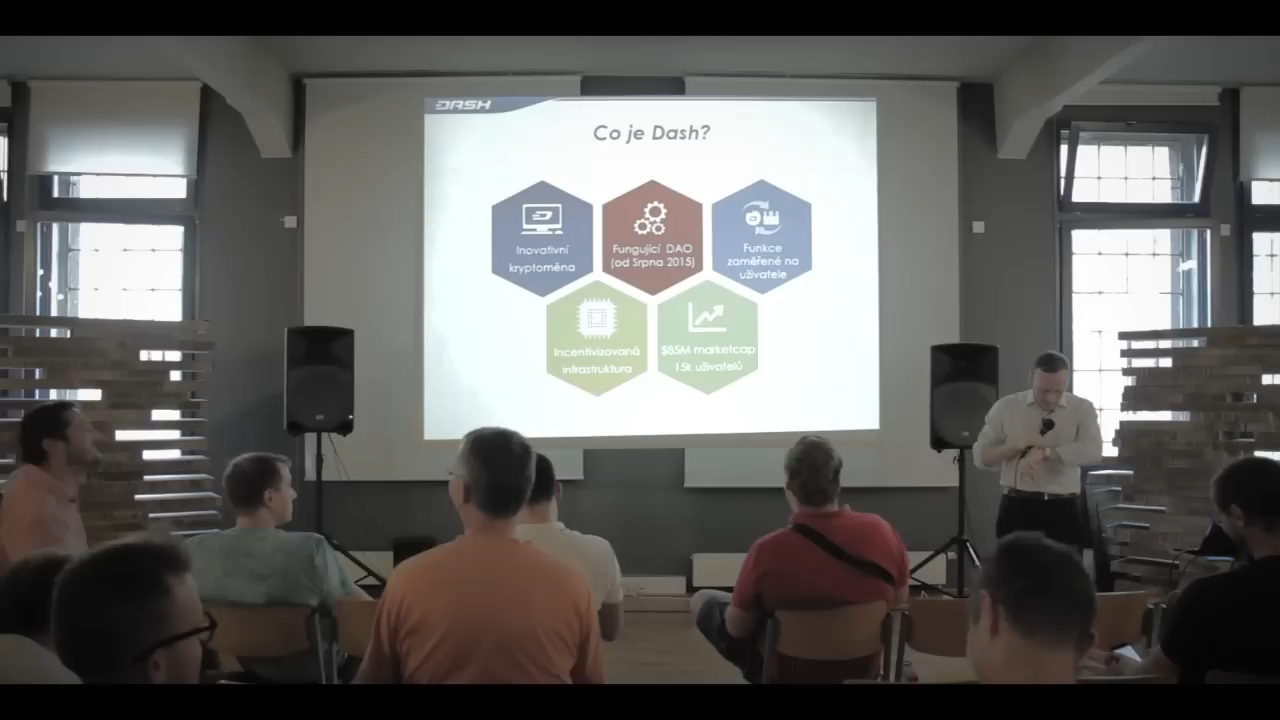 DASH
Co je Dash?
Inovativní
kryptoměna
Fungující DAO
(od Srpna 2015)
Funkce
zaměřené na
uživatele
Incentivizovaná
infrastruktura
$85M marketcap
15k uživatelů